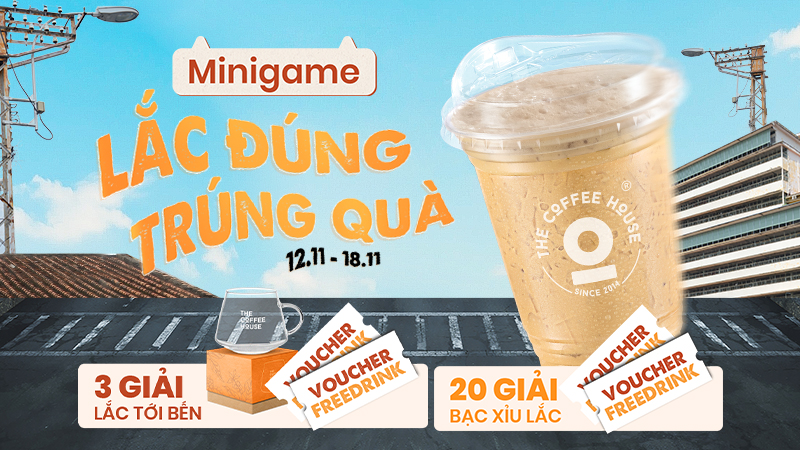 Minigame
LẮC ĐÚNG
TRÚNG QUÀ
12.11 - 18.11
THE COFFEE HOUSE
®
SINCE 2014
THE
COFFEE
HOUSE
3 GIẢI
LẮC TỚI BẾN
VOUCHER
VOUCHER
FREEDRINK
20 GIẢI
BẠC XỈU LẮC
VOUCHER
VOUCHER
FREEDRINK